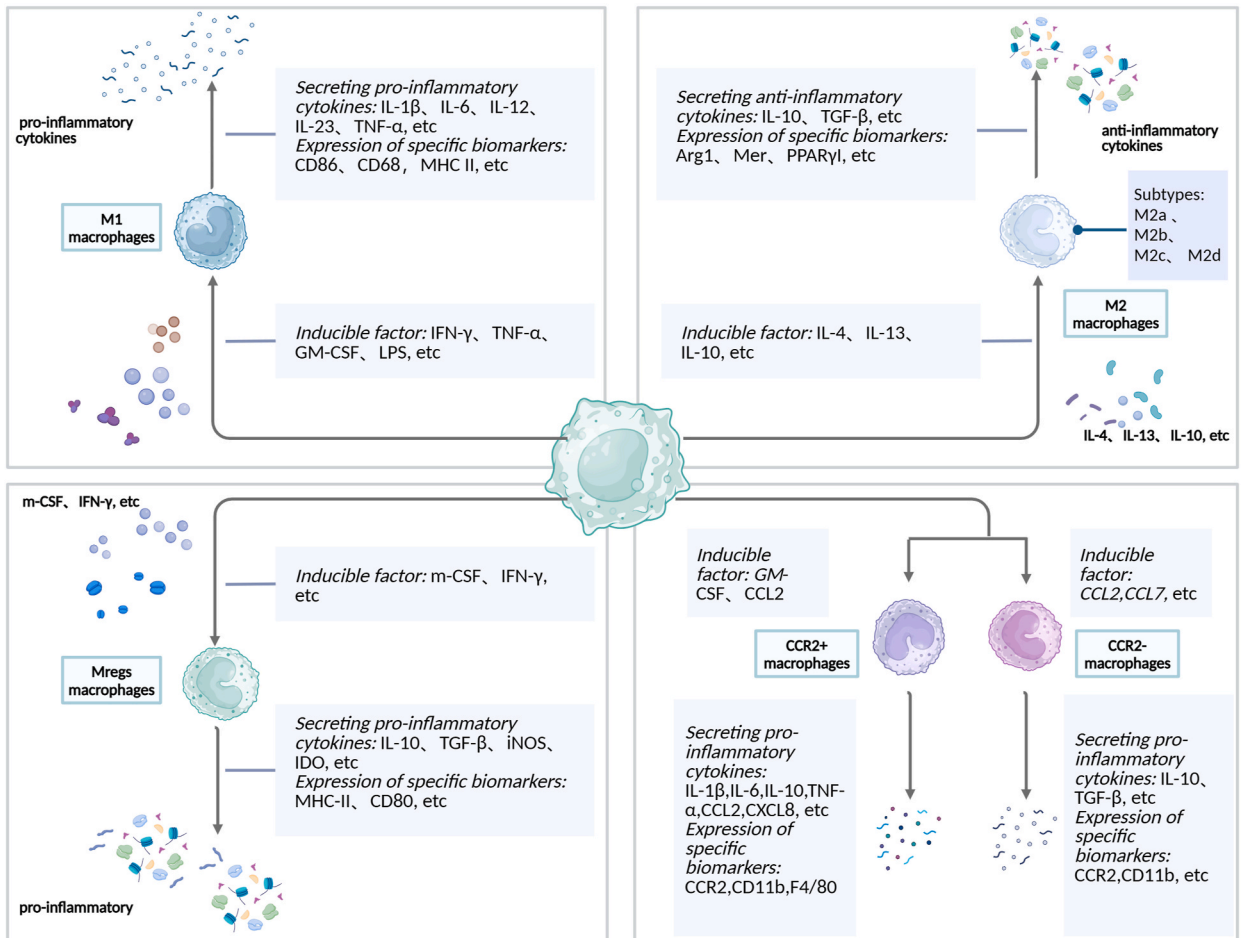 pro-inflammatory
cytokines
Secreting pro-inflammatory
cytokines: IL-1β、 IL-6、 IL-12、
IL-23、 TNF-α, etc
Expression of specific biomarkers:
CD86、 CD68， MHC II, etc
M1
macrophages
Inducible factor: IFN-γ、 TNF-α、
GM-CSF、 LPS, etc
Secreting anti-inflammatory
cytokines: IL-10、 TGF-β, etc
Expression of specific biomarkers:
Arg1、 Mer、 PPARγI, etc
anti-inflammatory
cytokines
Subtypes:
M2a 、
M2b、
M2c、 M2d
M2
macrophages
Inducible factor: IL-4、 IL-13、
IL-10, etc
IL-4、 IL-13、 IL-10, etc
m-CSF、 IFN-γ, etc
Inducible factor: m-CSF、 IFN-γ,
etc
Mregs
macrophages
Secreting pro-inflammatory
cytokines: IL-10、 TGF-β、 iNOS、
IDO, etc
Expression of specific biomarkers:
MHC-II、 CD80, etc
pro-inflammatory
Inducible
factor: GM-
CSF、 CCL2
CCR2+
macrophages
Secreting pro-
inflammatory
cytokines:
IL-1β,IL-6,IL-10,TNF-
α,CCL2,CXCL8, etc
Expression of
specific
biomarkers:
CCR2,CD11b,F4/80
Inducible
factor:
CCL2,CCL7, etc
CCR2-
macrophages
Secreting pro-
inflammatory
cytokines: IL-10、
TGF-β, etc
Expression of
specific
biomarkers:
CCR2,CD11b, etc